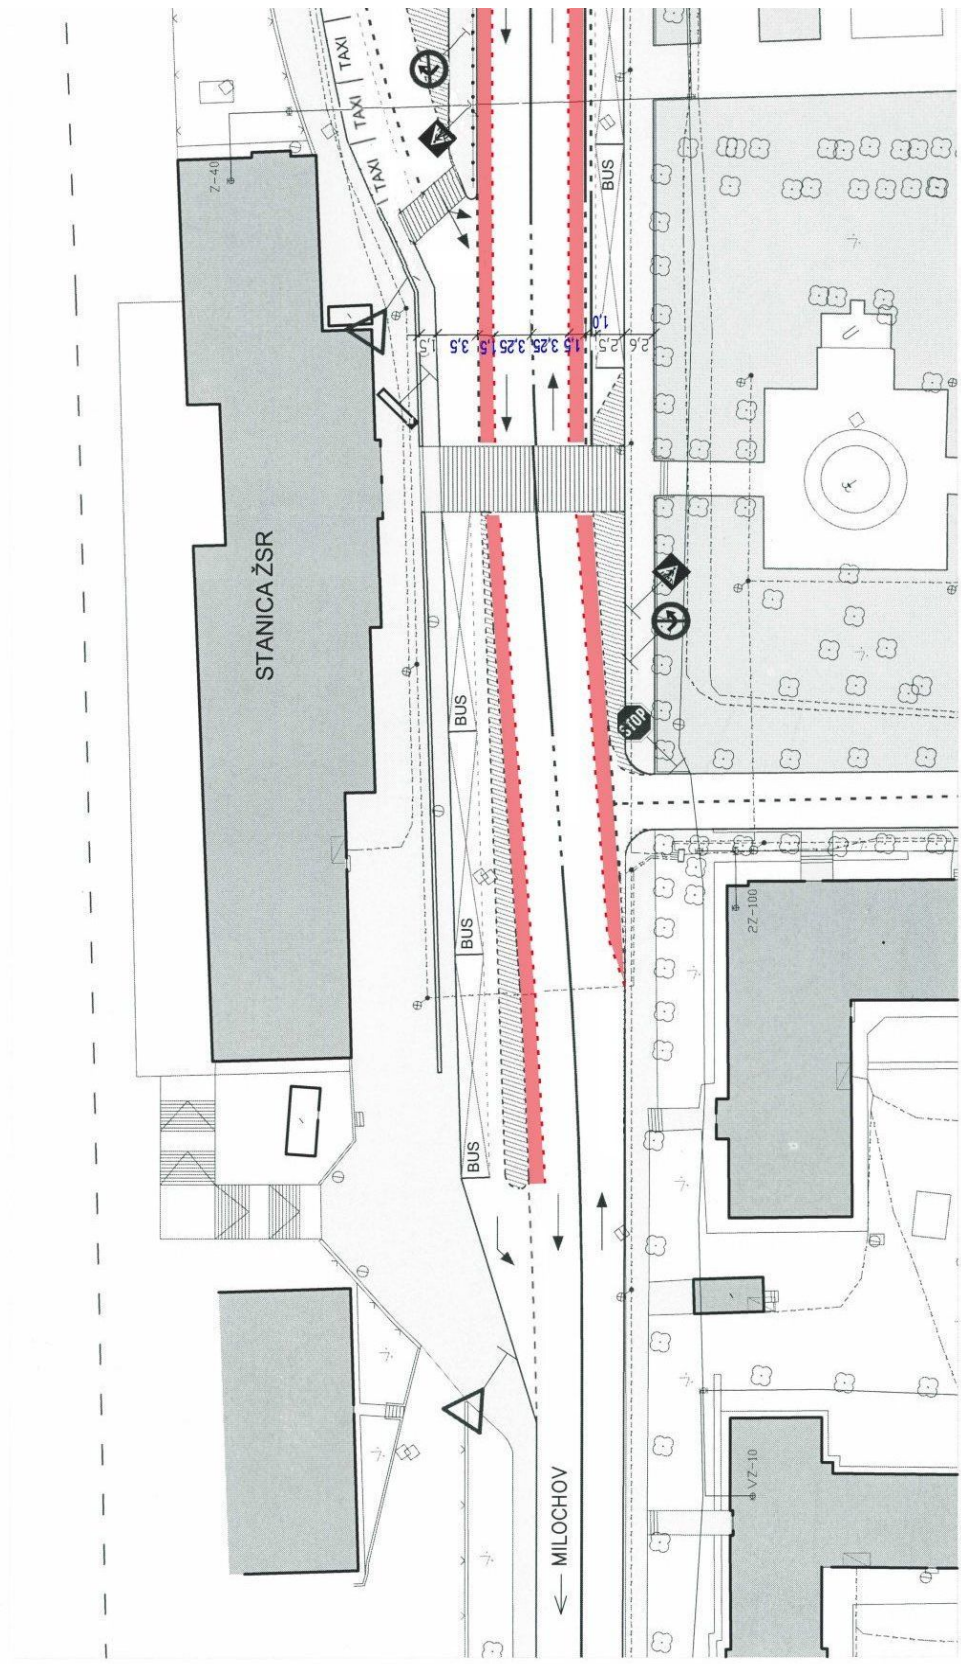 TAXI
TAXI
TAXI
Z-40
BUS
1,5
3,5
1,5
3,25
3,25
1,5
1,0
2,5
2,6
STANICA ŽSR
BUS
STOP
BUS
2Z-100
BUS
VZ-10
← MILOCHOV